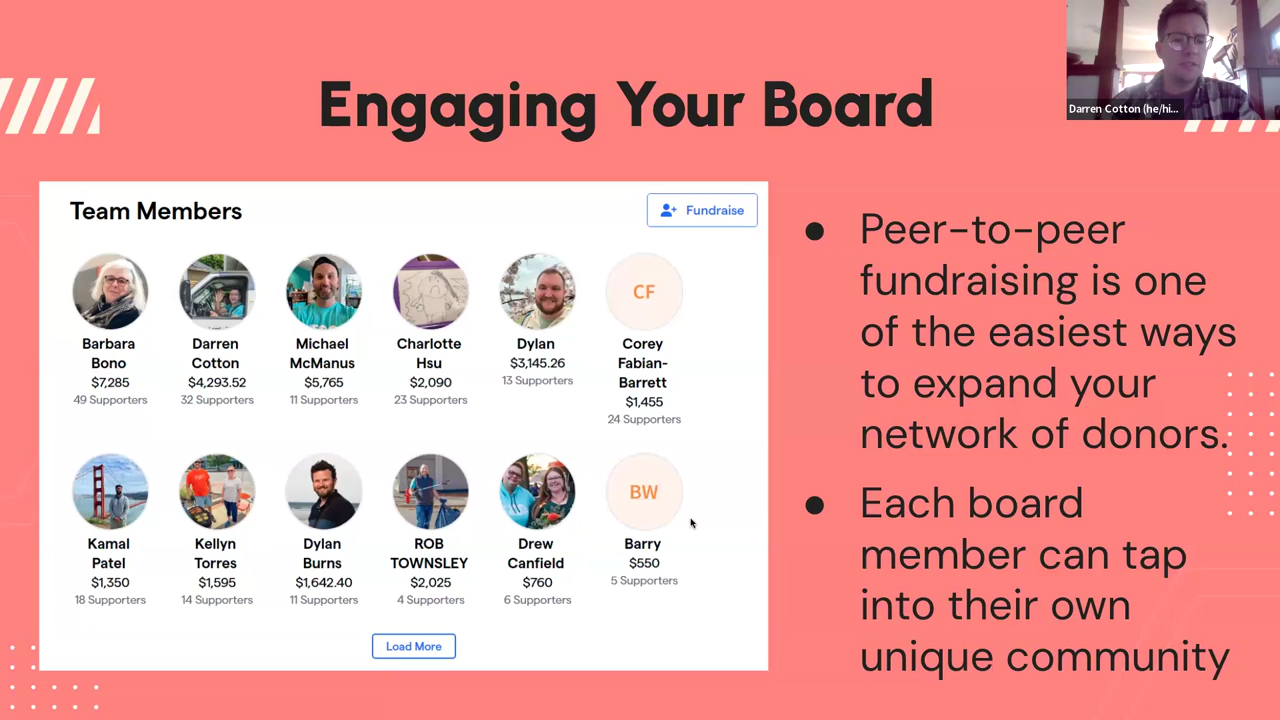 Engaging Your Board
Darren Cotton (he/hi...
Team Members
Fundraise
Barbara
Bono
$7,285
49 Supporters
Darren
Cotton
$4,293.52
32 Supporters
Michael
McManus
$5,765
11 Supporters
Charlotte
Hsu
$2,090
23 Supporters
Dylan
$3,145.26
13 Supporters
CF
Corey
Fabian-
Barrett
$1,455
24 Supporters
Kamal
Patel
$1,350
18 Supporters
Kellyn
Torres
$1,595
14 Supporters
Dylan
Burns
$1,642.40
11 Supporters
ROB
TOWNSLEY
$2,025
4 Supporters
Drew
Canfield
$760
6 Supporters
BW
Barry
$550
5 Supporters
Load More
● Peer-to-peer
fundraising is one
of the easiest ways
to expand your
network of donors.
● Each board
member can tap
into their own
unique community